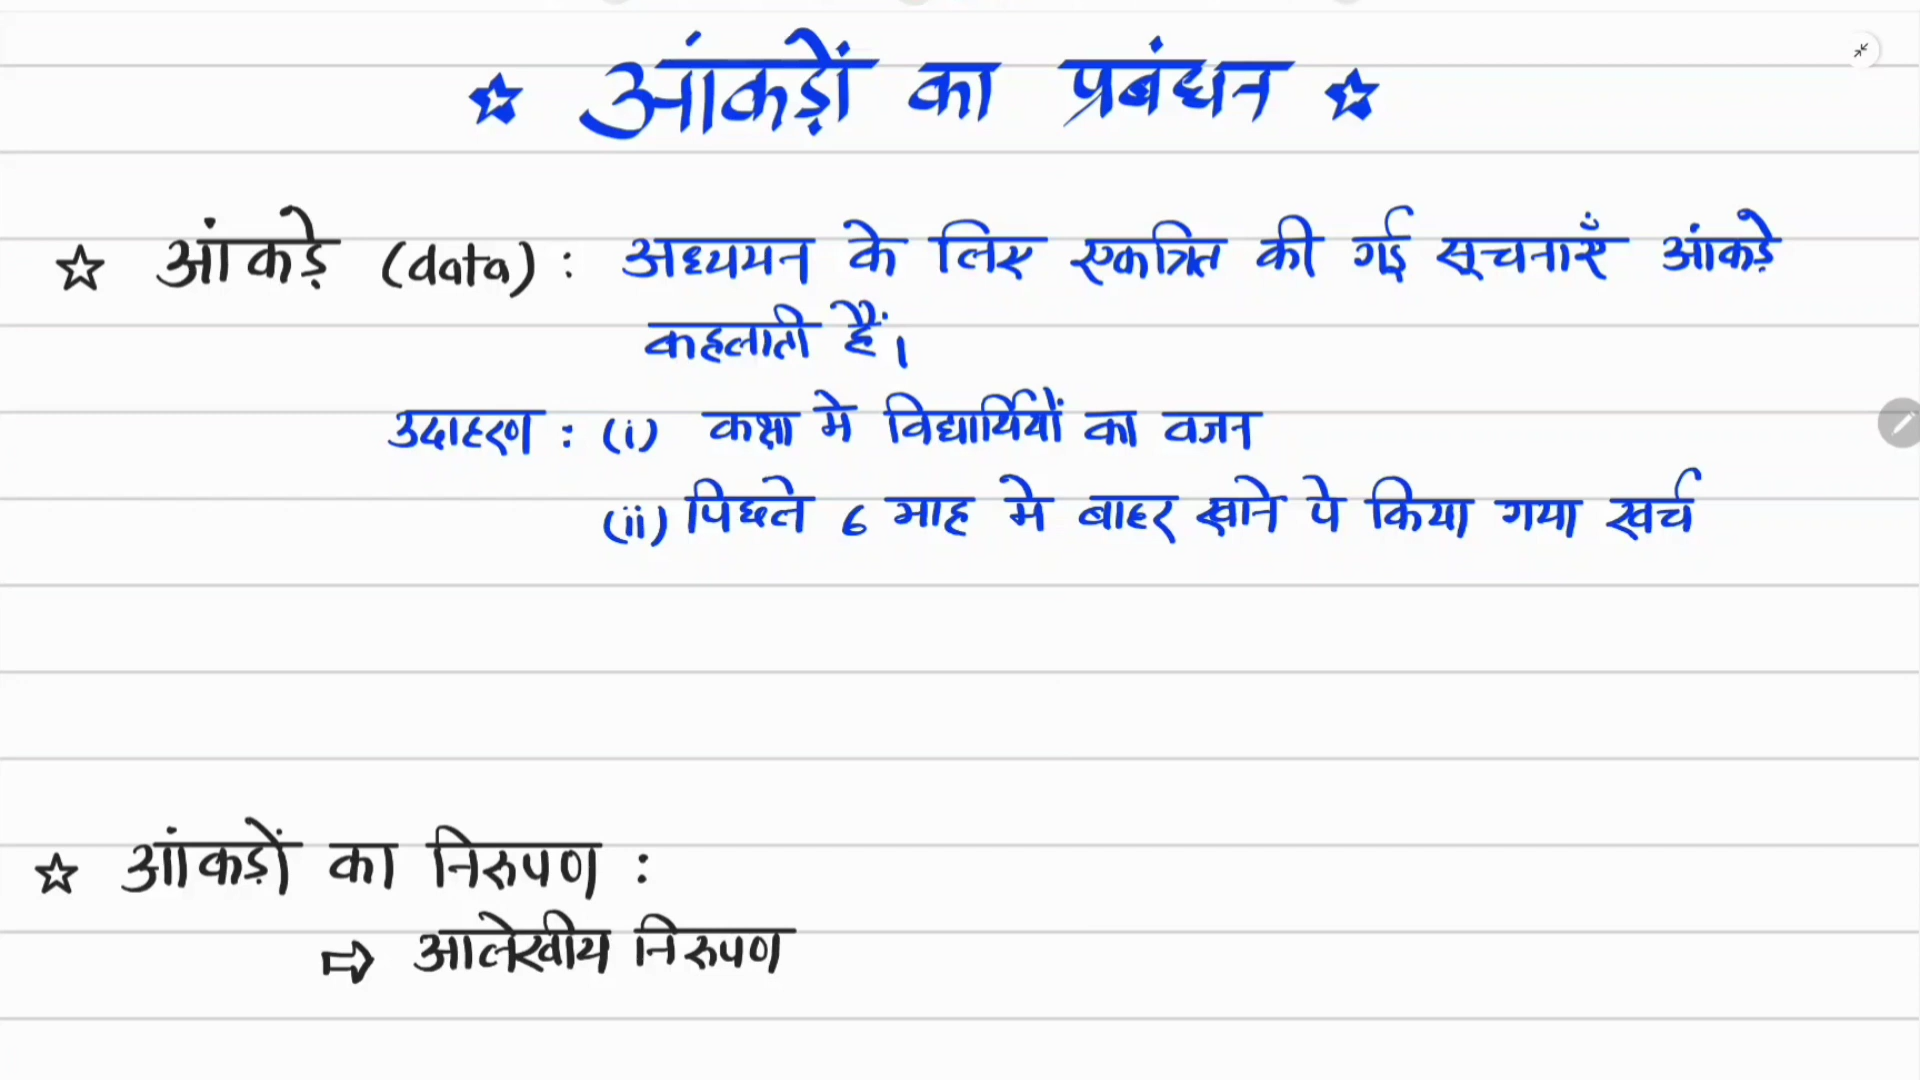 ☆ आंकड़ों का प्रबंधन ☆
☆ आंकड़े (data) : अध्ययन के लिए एकत्रित की गई सूचनाएँ आंकड़े
कहलाती हैं।
उदाहरण : (i) कक्षा मे विद्यार्थियों का वजन
(ii) पिछले 6 माह मे बाहर खाने पे किया गया खर्च
☆ आंकड़ों का निरुपण :
⇨ आलेखीय निरुपण